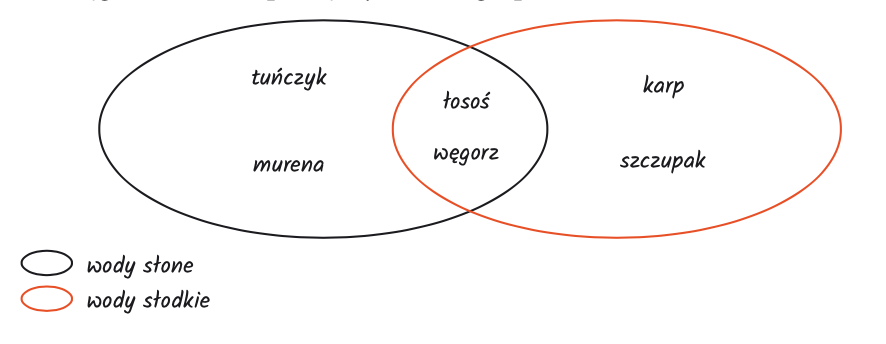 tuńczyk
murena
łosoś
węgorz
karp
szczupak
wody słone
wody słodkie